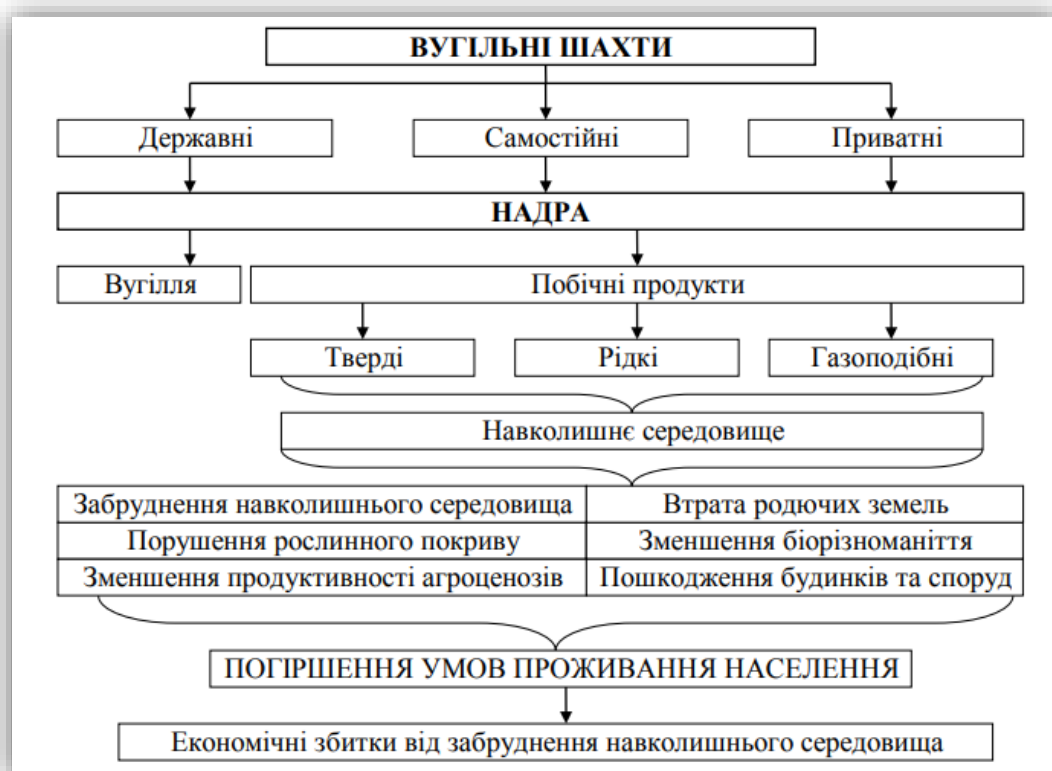 ВУГІЛЬНІ ШАХТИ
Державні
Самостійні
Приватні
НАДРА
Вугілля
Побічні продукти
Тверді
Рідкі
Газоподібні
Навколишнє середовище
Забруднення навколишнього середовища
Втрата родючих земель
Порушення рослинного покриву
Зменшення біорізноманіття
Зменшення продуктивності агроценозів
Пошкодження будинків та споруд
ПОГІРШЕННЯ УМОВ ПРОЖИВАННЯ НАСЕЛЕННЯ
Економічні збитки від забруднення навколишнього середовища